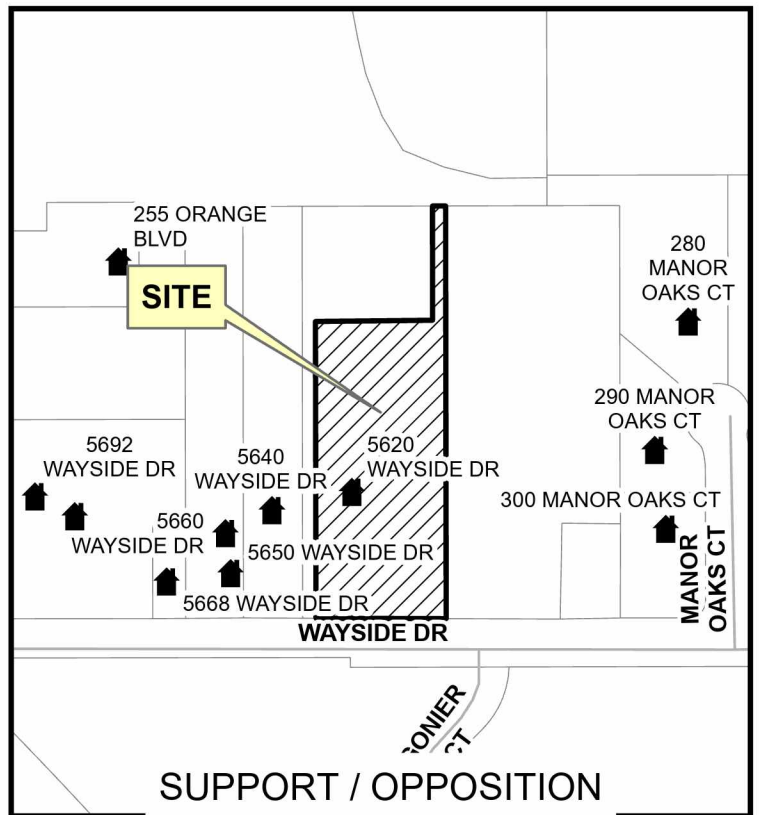 255 ORANGE
BLVD
SITE
280
MANOR
OAKS CT
290 MANOR
OAKS CT
300 MANOR OAKS CT
5692
WAYSIDE DR
5640
WAYSIDE DR
5620
WAYSIDE DR
5660
WAYSIDE DR
5650 WAYSIDE DR
5668 WAYSIDE DR
MANOR
OAKS CT
WAYSIDE DR
GONIER
CT
SUPPORT / OPPOSITION